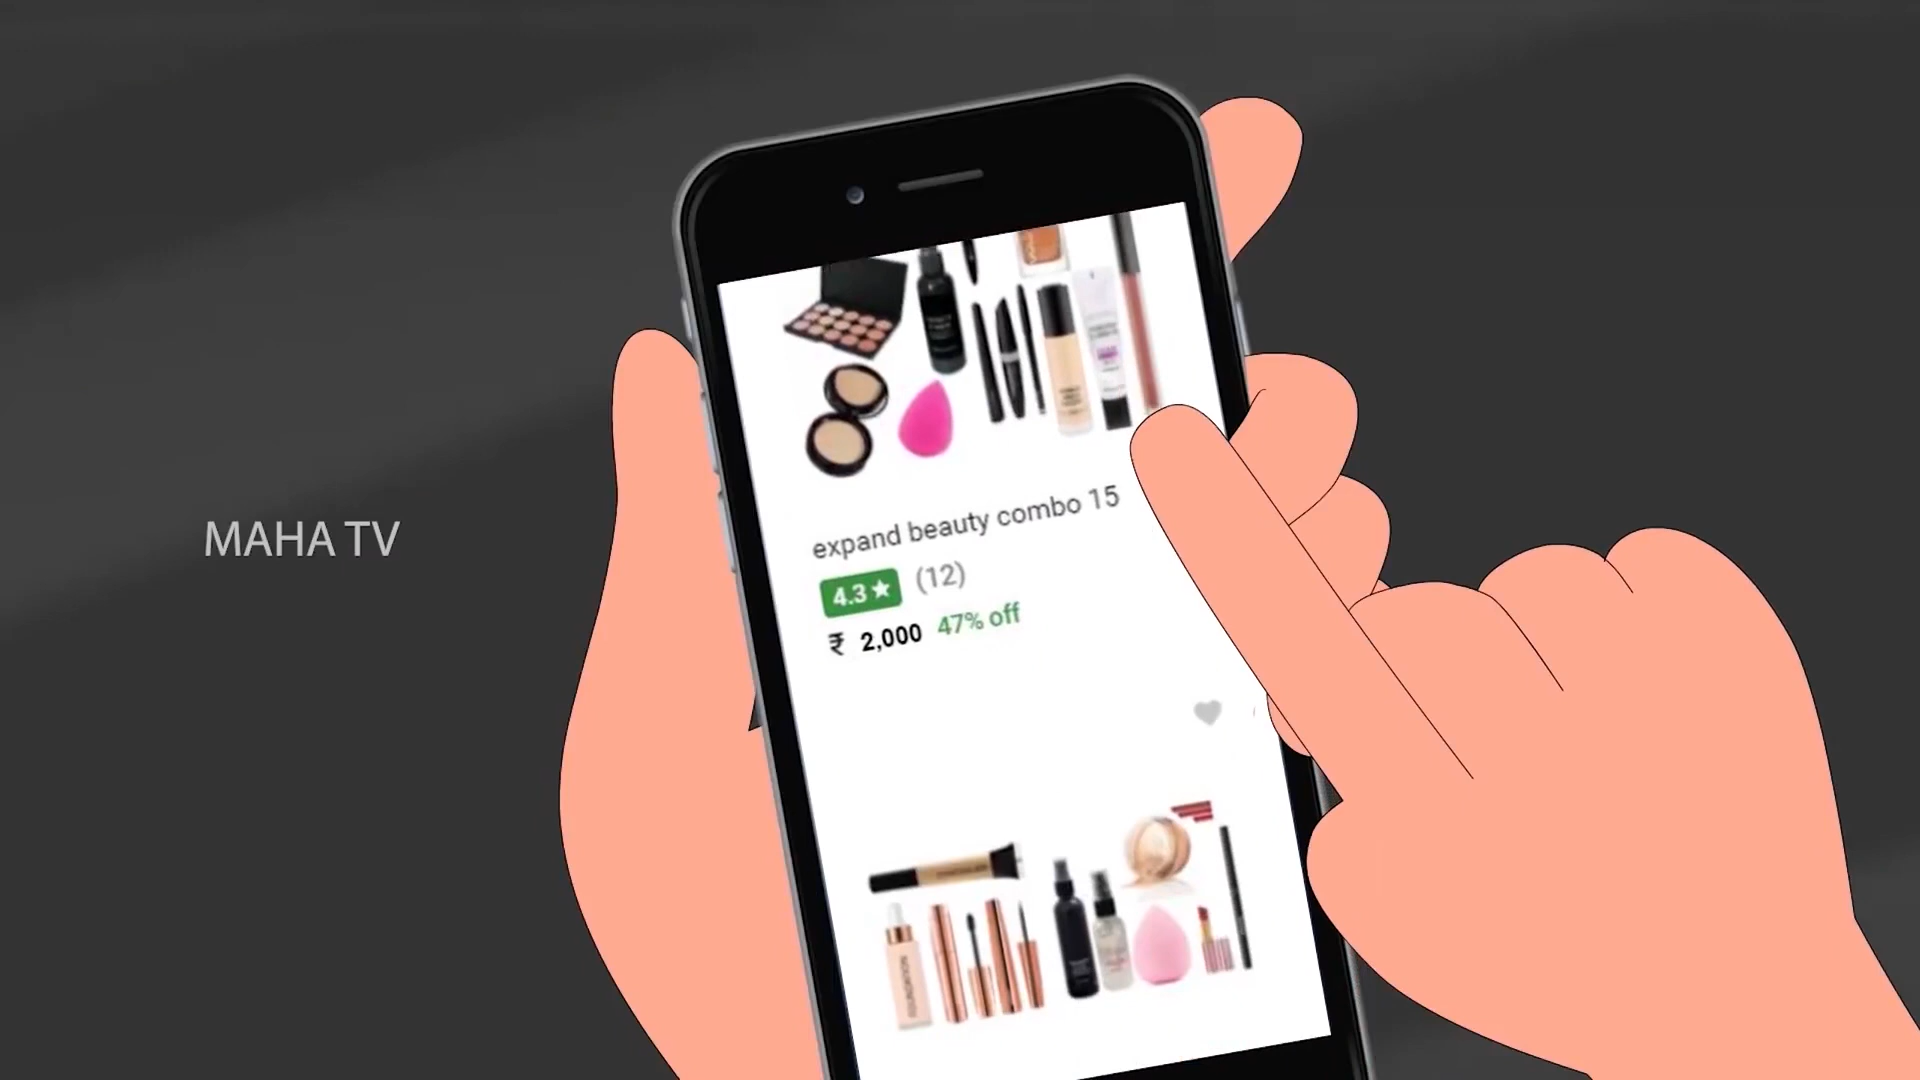 MAHA TV
expand beauty combo 15
4.3★ (12)
₹ 2,000 47% off